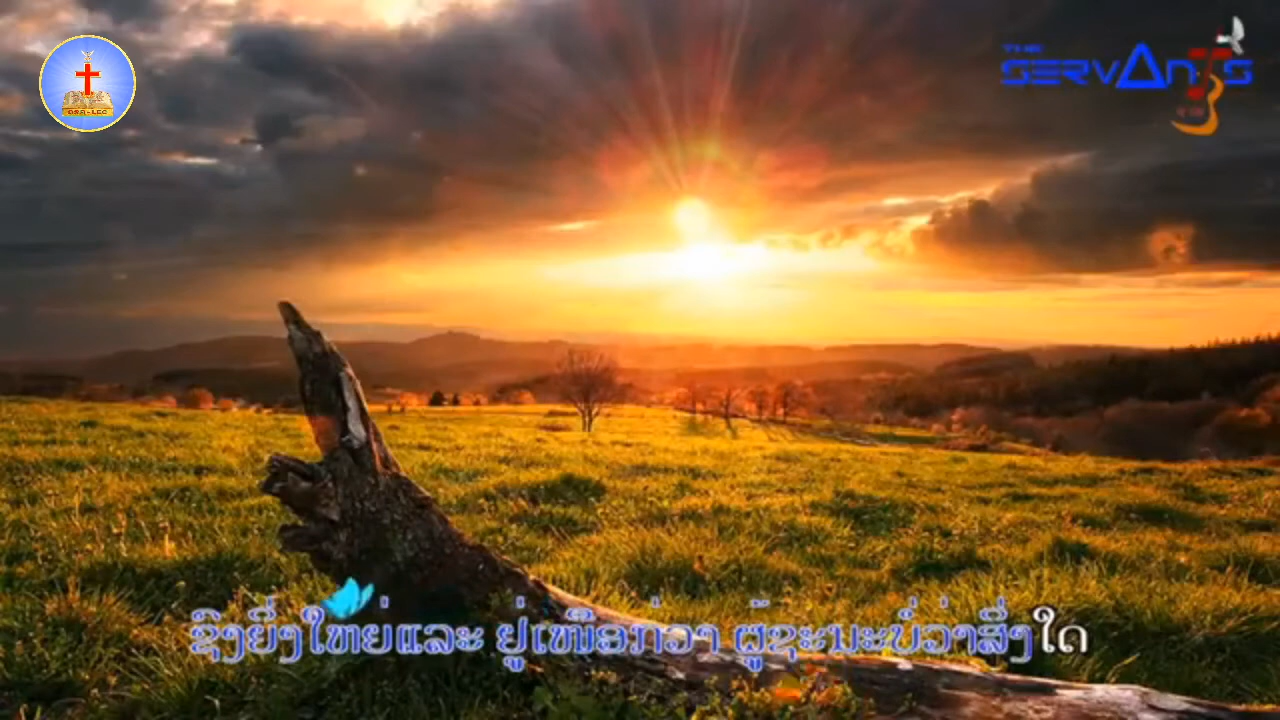 THE
SERVANTS
ຊົງຍິ່ງໃຫຍ່ແລະ ຢູ່ເໜືອກ່ວາ ຜູ້ຊະນະບໍ່ວ່າສິ່ງໃດ